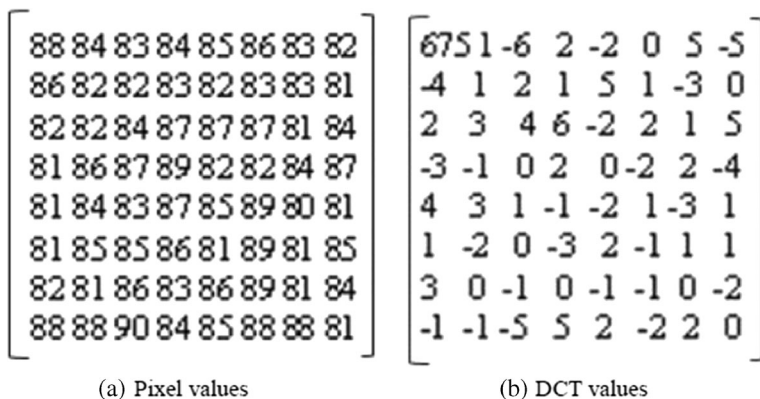 88 84 83 84 85 86 83 82
86 82 82 83 82 83 83 81
82 82 84 87 87 87 81 84
81 86 87 89 82 82 84 87
81 84 83 87 85 89 80 81
81 85 85 86 81 89 81 85
82 81 86 83 86 89 81 84
88 88 90 84 85 88 88 81
(a) Pixel values
675 1 -6 2 -2 0 5 -5
-4 1 2 1 5 1 -3 0
2 3 4 6 -2 2 1 5
-3 -1 0 2 0 -2 2 -4
4 3 1 -1 -2 1 -3 1
1 -2 0 -3 2 -1 1 1
3 0 -1 0 -1 -1 0 -2
-1 -1 -5 5 2 -2 2 0
(b) DCT values